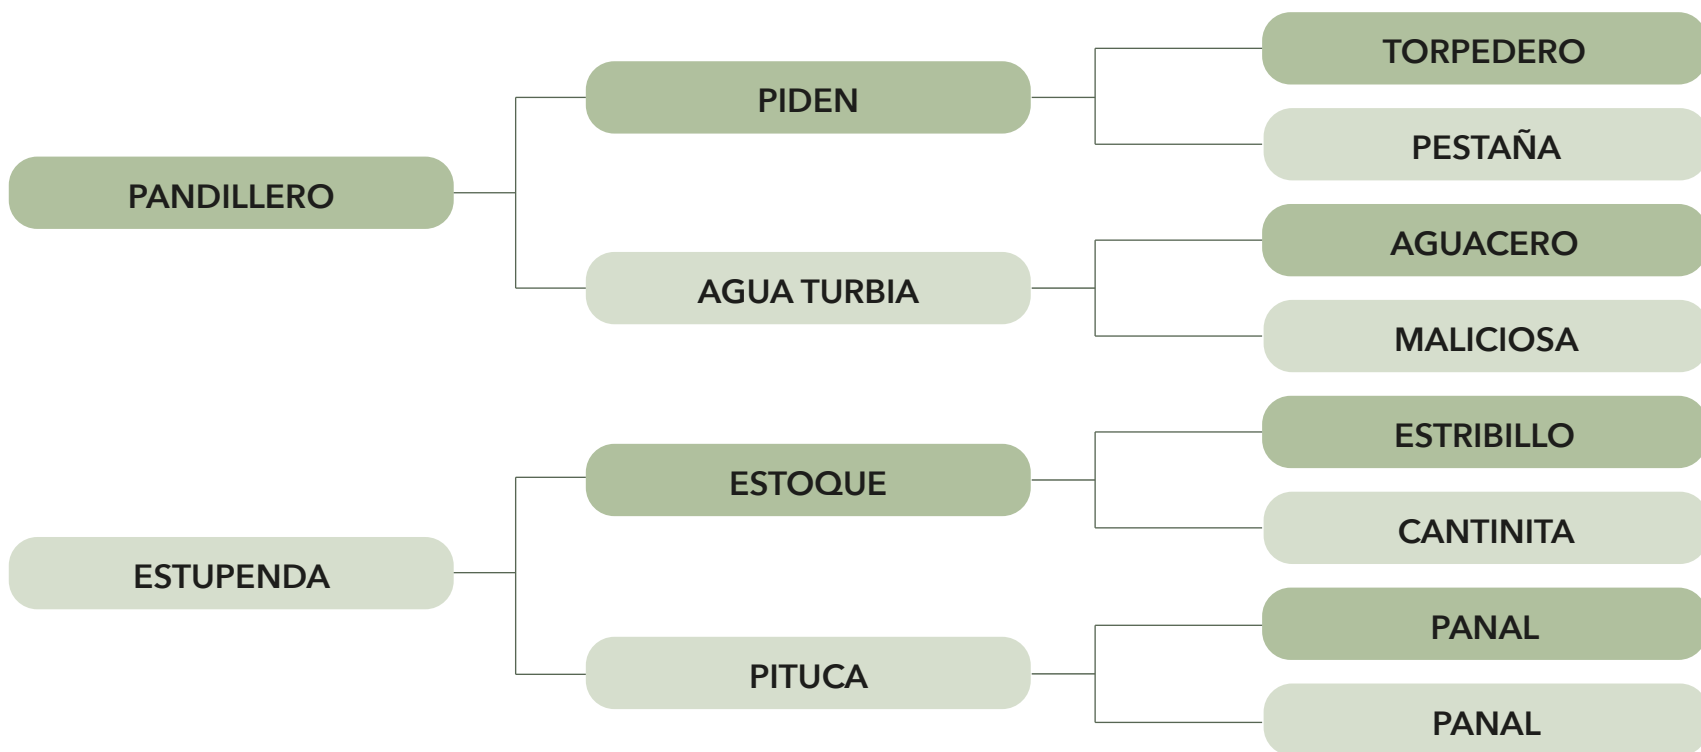 PANDILLERO
PIDEN
TORPEDERO
PESTAÑA
AGUA TURBIA
AGUACERO
MALICIOSA
ESTUPENDA
ESTOQUE
ESTRIBILLO
CANTINITA
PITUCA
PANAL
PANAL